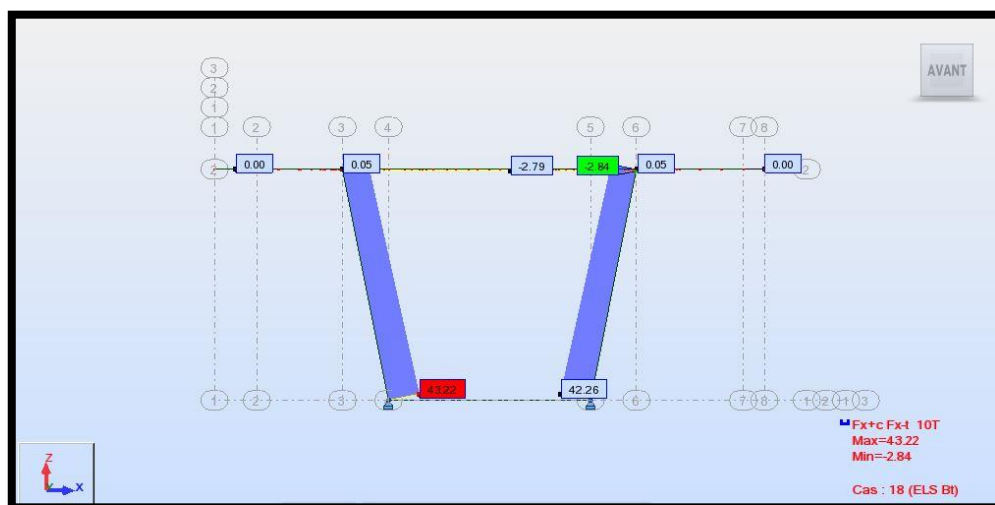 AVANT
3
2
1
1 2 3 4 5 6 7 8
2 0.00 0.05 -2.79 -2.84 0.05 0.00 2
43.22 42.26
1 2 3 6 7 8 1 2 1 3
Fx+c Fx-t 10T
Max=43.22
Min=-2.84
Cas : 18 (ELS Bt)
Z
X